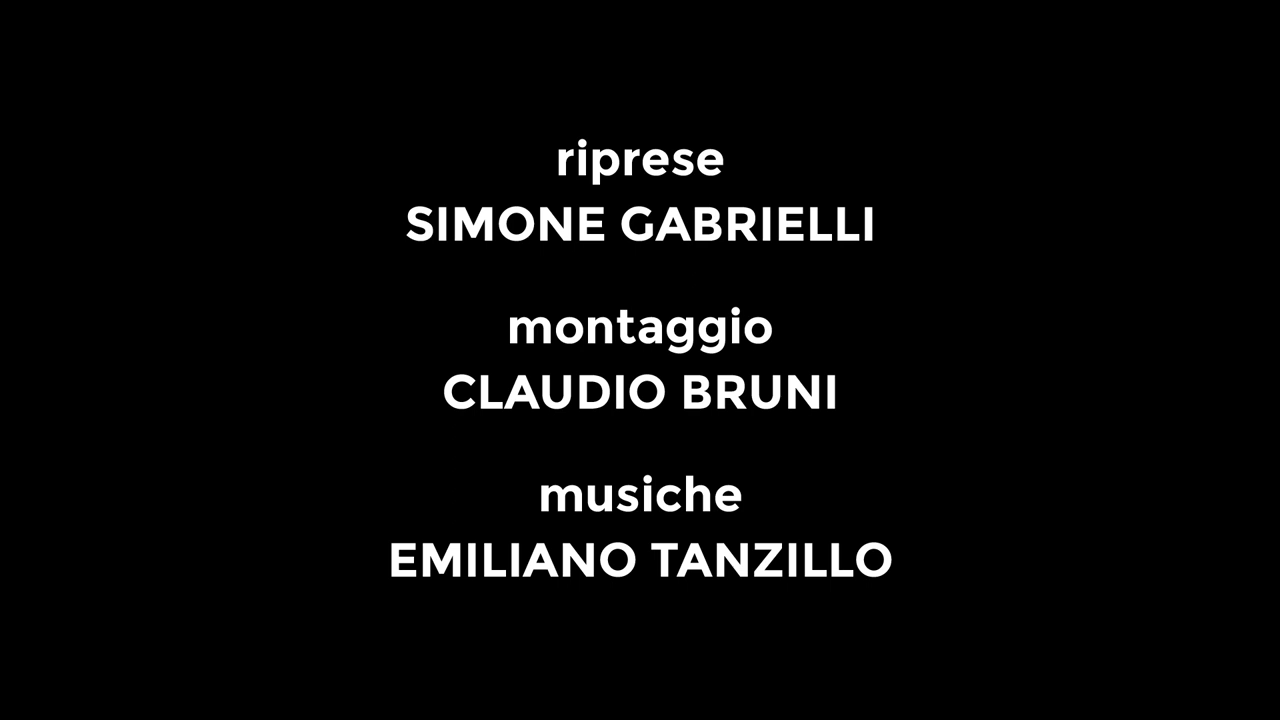 riprese
SIMONE GABRIELLI
montaggio
CLAUDIO BRUNI
musiche
EMILIANO TANZILLO